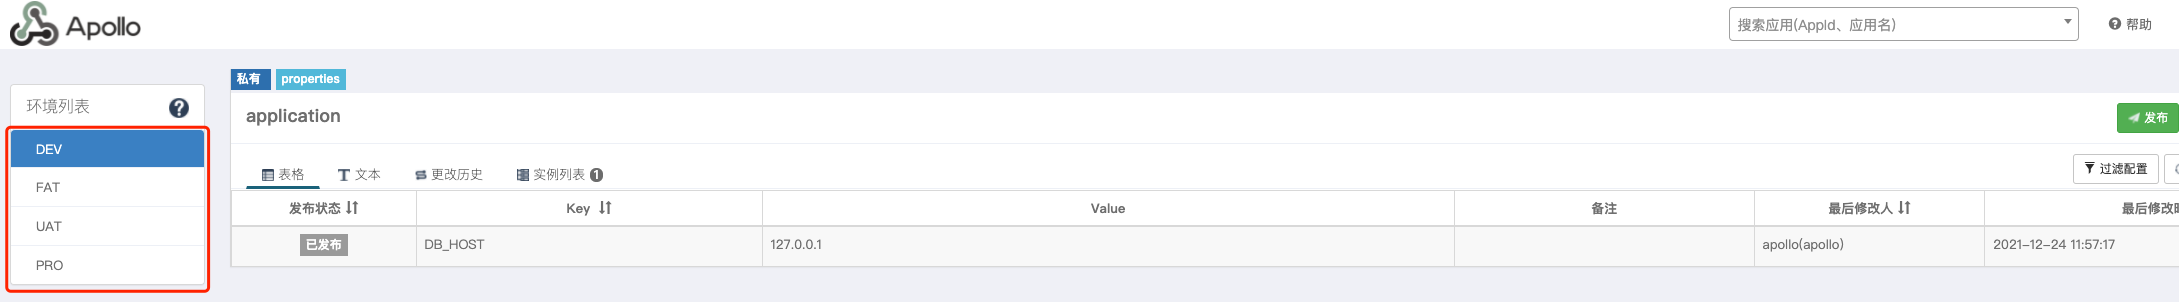 Apollo
搜索应用(AppId、应用名)
帮助
环境列表
DEV
FAT
UAT
PRO
私有 properties
application
发布
表格 文本 更改历史 实例列表 1
过滤配置
发布状态 Key Value 备注 最后修改人 最后修改
已发布 DB_HOST 127.0.0.1 apollo(apollo) 2021-12-24 11:57:17